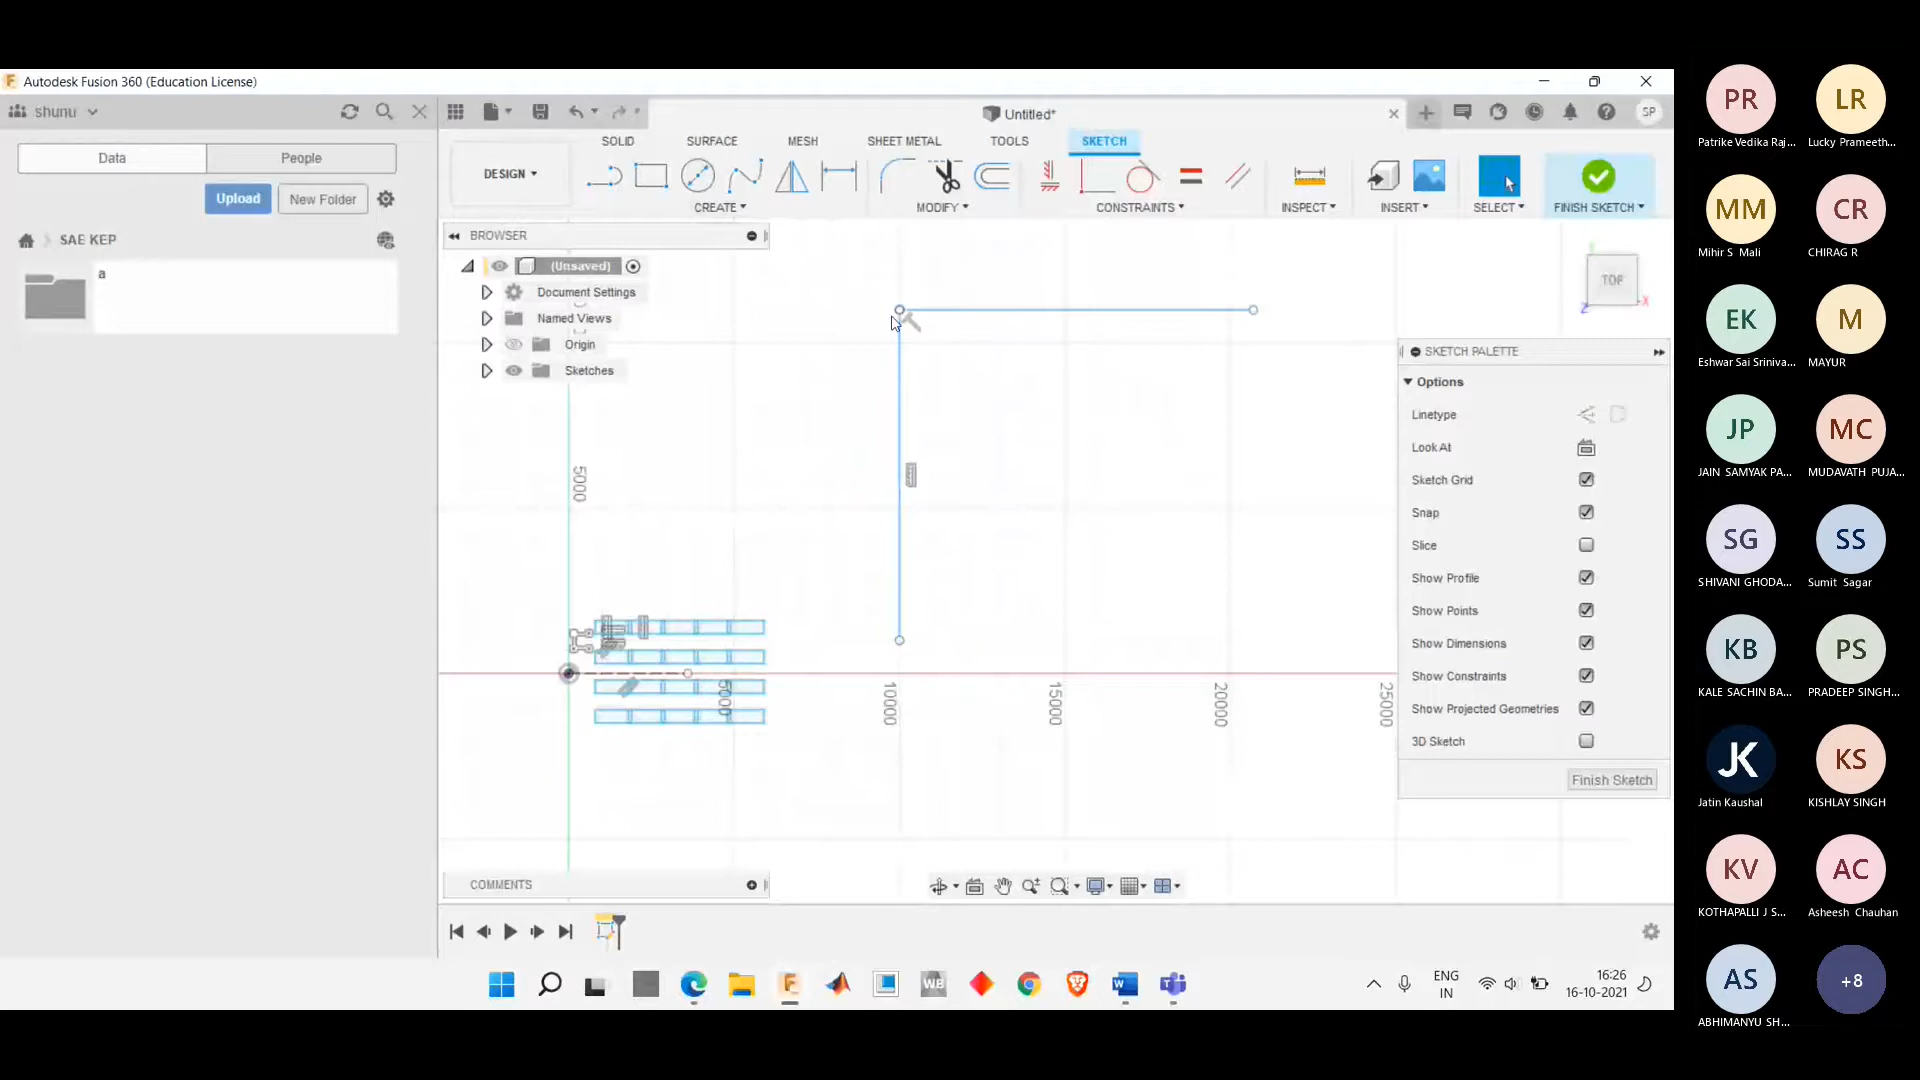 Autodesk Fusion 360 (Education License)
shunu
Untitled*
SP
Data
People
Upload
New Folder
SAE KEP
a
SOLID
SURFACE
MESH
SHEET METAL
TOOLS
SKETCH
DESIGN
CREATE
MODIFY
CONSTRAINTS
INSPECT
INSERT
SELECT
FINISH SKETCH
BROWSER
(Unsaved)
Document Settings
Named Views
Origin
Sketches
TOP
Z
X
5000
5000
10000
15000
20000
25000
SKETCH PALETTE
Options
Linetype
Look At
Sketch Grid
Snap
Slice
Show Profile
Show Points
Show Dimensions
Show Constraints
Show Projected Geometries
3D Sketch
Finish Sketch
COMMENTS
WB
ENG
IN
16:26
16-10-2021
PR
Patrike Vedika Raj...
LR
Lucky Prameeth...
MM
Mihir S Mali
CR
CHIRAG R
EK
Eshwar Sai Sriniva...
M
MAYUR
JP
JAIN SAMYAK PA...
MC
MUDAVATH PUJA...
SG
SHIVANI GHODA...
SS
Sumit Sagar
KB
KALE SACHIN BA...
PS
PRADEEP SINGH...
JK
Jatin Kaushal
KS
KISHLAY SINGH
KV
KOTHAPALLI J S...
AC
Asheesh Chauhan
AS
ABHIMANYU SH...
+8